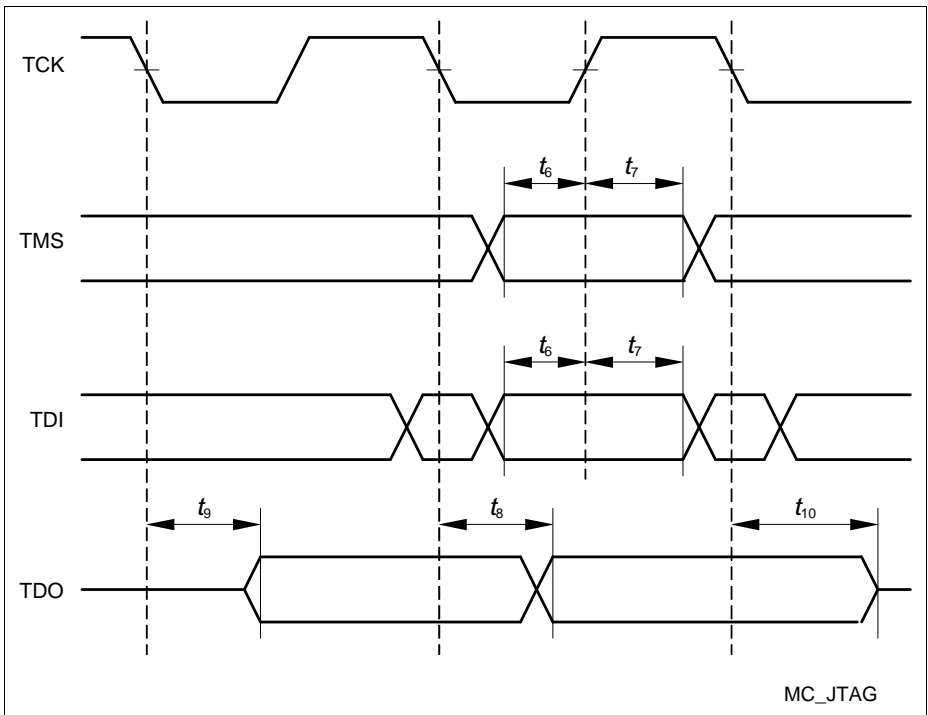 TCK
t6 t7
TMS
t6 t7
TDI
t9 t8 t10
TDO
MC_JTAG